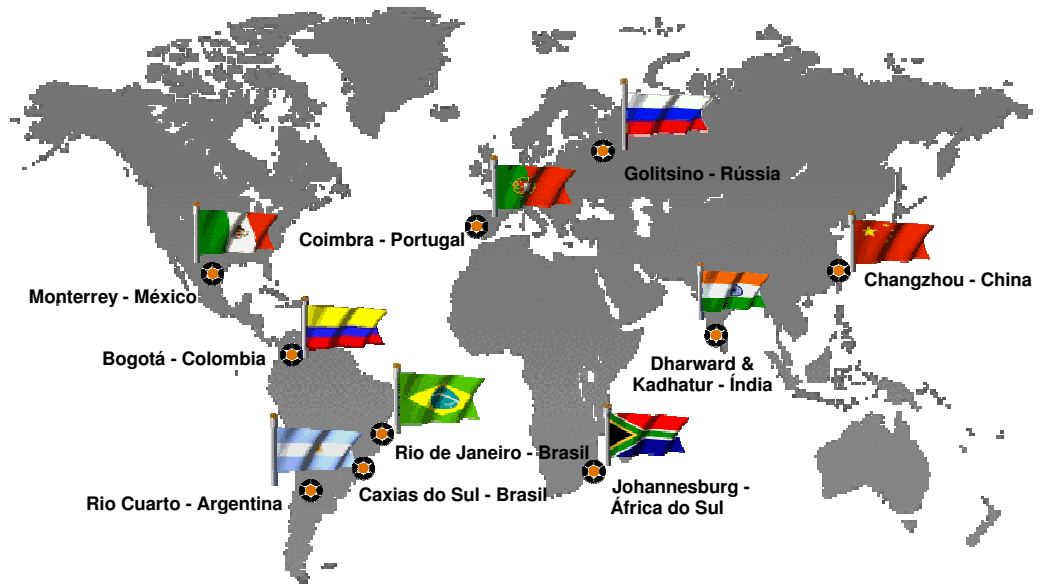 Golitsino - Rússia
Coimbra - Portugal
Changzhou - China
Monterrey - México
Bogotá - Colombia
Dharward &
Kadhatur - Índia
Rio de Janeiro - Brasil
Caxias do Sul - Brasil
Rio Cuarto - Argentina
Johannesburg -
África do Sul